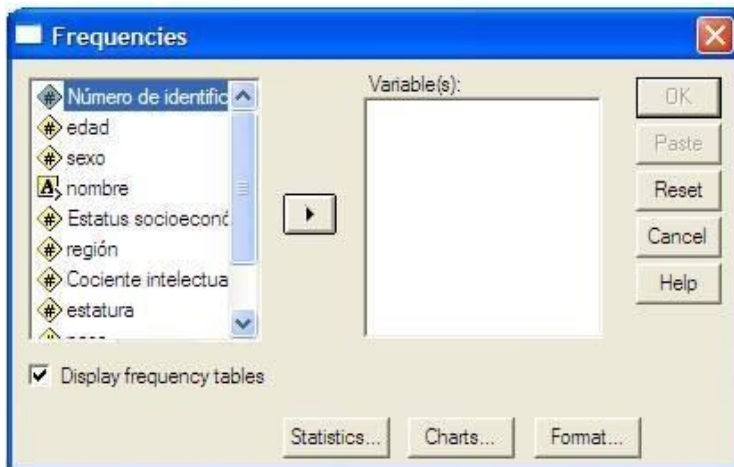 Frequencies
Número de identific
edad
sexo
nombre
Estatus socioeconó
región
Cociente intelectua
estatura
Variable(s):
OK
Paste
Reset
Cancel
Help
Display frequency tables
Statistics...
Charts...
Format...